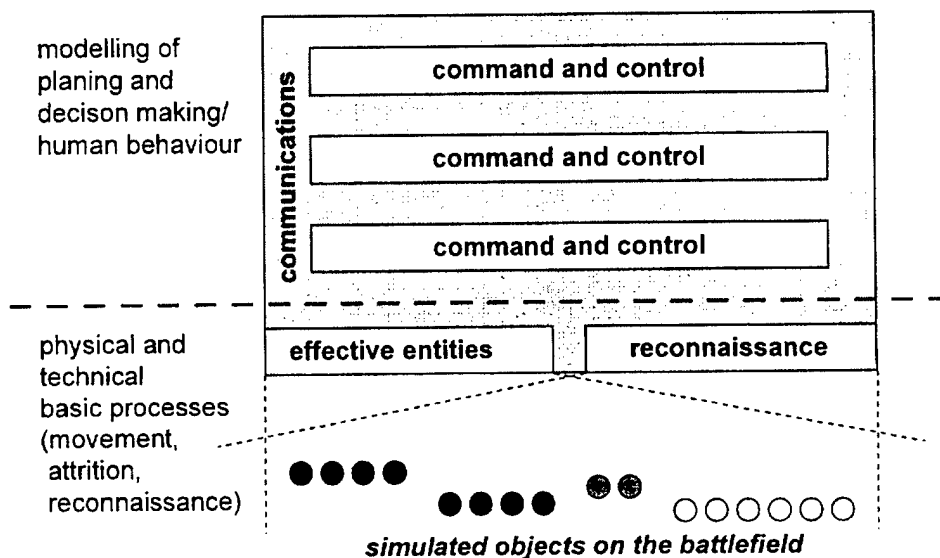 modelling of
planing and
decison making/
human behaviour
communications
command and control
command and control
command and control
physical and
technical
basic processes
(movement,
attrition,
reconnaissance)
effective entities
reconnaissance
simulated objects on the battlefield